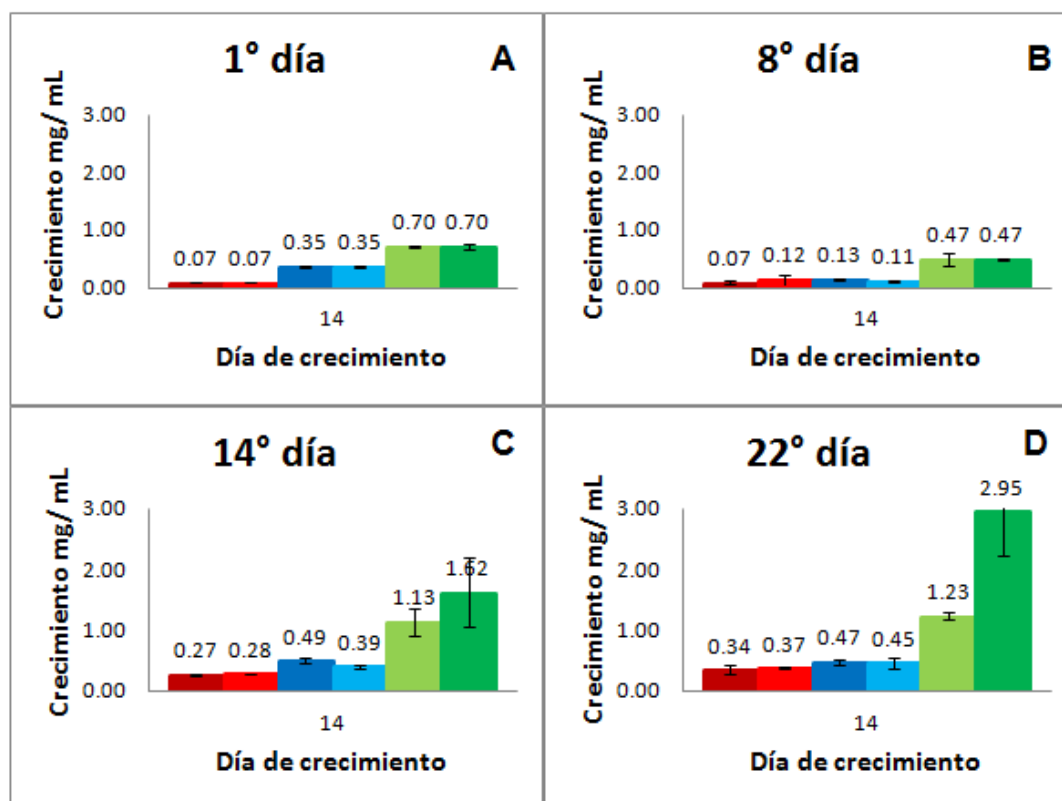 1° día
A
Crecimiento mg/ mL
3.00
2.00
1.00
0.00
0.07 0.07 0.35 0.35 0.70 0.70
14
Día de crecimiento
8° día
B
Crecimiento mg/ mL
3.00
2.00
1.00
0.00
0.07 0.12 0.13 0.11 0.47 0.47
14
Día de crecimiento
14° día
C
Crecimiento mg/ mL
3.00
2.00
1.00
0.00
0.27 0.28 0.49 0.39 1.13 1.62
14
Día de crecimiento
22° día
D
Crecimiento mg/ mL
3.00
2.00
1.00
0.00
0.34 0.37 0.47 0.45 1.23 2.95
14
Día de crecimiento